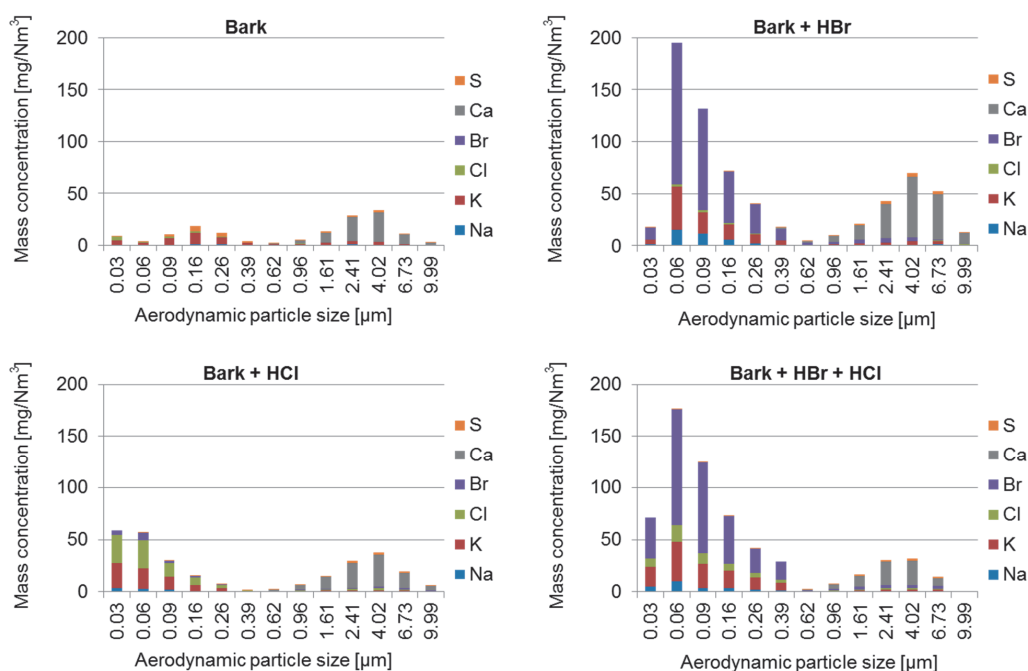 Bark
Mass concentration [mg/Nm³]
200
150
100
50
0
S
Ca
Br
Cl
K
Na
0.03
0.06
0.09
0.16
0.26
0.39
0.62
0.96
1.61
2.41
4.02
6.73
9.99
Aerodynamic particle size [µm]
Bark + HBr
Mass concentration [mg/Nm³]
200
150
100
50
0
S
Ca
Br
Cl
K
Na
0.03
0.06
0.09
0.16
0.26
0.39
0.62
0.96
1.61
2.41
4.02
6.73
9.99
Aerodynamic particle size [µm]
Bark + HCl
Mass concentration [mg/Nm³]
200
150
100
50
0
S
Ca
Br
Cl
K
Na
0.03
0.06
0.09
0.16
0.26
0.39
0.62
0.96
1.61
2.41
4.02
6.73
9.99
Aerodynamic particle size [µm]
Bark + HBr + HCl
Mass concentration [mg/Nm³]
200
150
100
50
0
S
Ca
Br
Cl
K
Na
0.03
0.06
0.09
0.16
0.26
0.39
0.62
0.96
1.61
2.41
4.02
6.73
9.99
Aerodynamic particle size [µm]